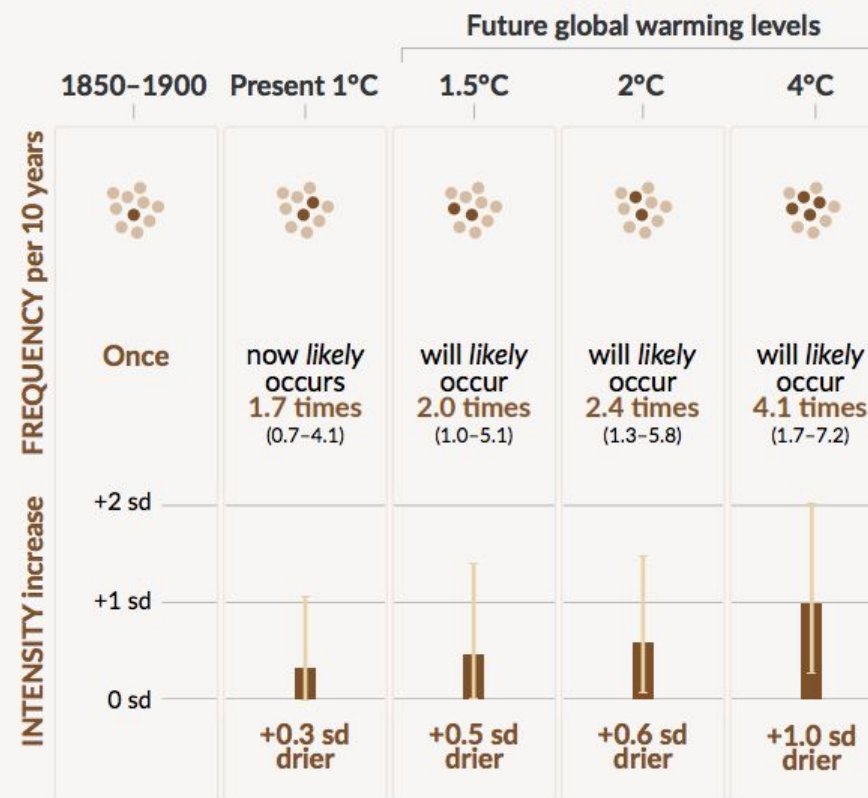 Future global warming levels
1850–1900 Present 1°C 1.5°C 2°C 4°C
FREQUENCY per 10 years
Once
now likely
occurs
1.7 times
(0.7–4.1)
will likely
occur
2.0 times
(1.0–5.1)
will likely
occur
2.4 times
(1.3–5.8)
will likely
occur
4.1 times
(1.7–7.2)
INTENSITY increase
+2 sd
+1 sd
0 sd
+0.3 sd
drier
+0.5 sd
drier
+0.6 sd
drier
+1.0 sd
drier